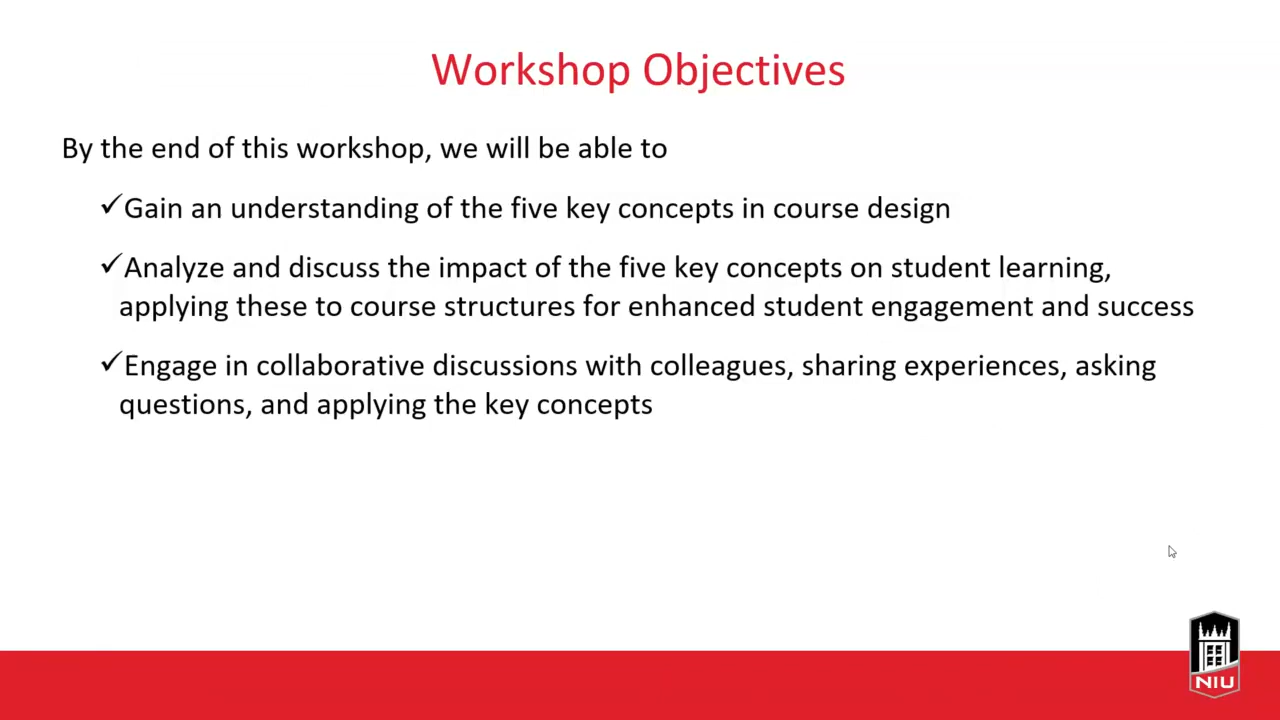 Workshop Objectives
By the end of this workshop, we will be able to
✓Gain an understanding of the five key concepts in course design
✓Analyze and discuss the impact of the five key concepts on student learning,
applying these to course structures for enhanced student engagement and success
✓Engage in collaborative discussions with colleagues, sharing experiences, asking
questions, and applying the key concepts
NIU